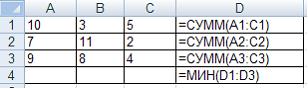 A B C D
1 10 3 5 =СУММ(A1:C1)
2 7 11 2 =СУММ(A2:C2)
3 9 8 4 =СУММ(A3:C3)
4 =МИН(D1:D3)